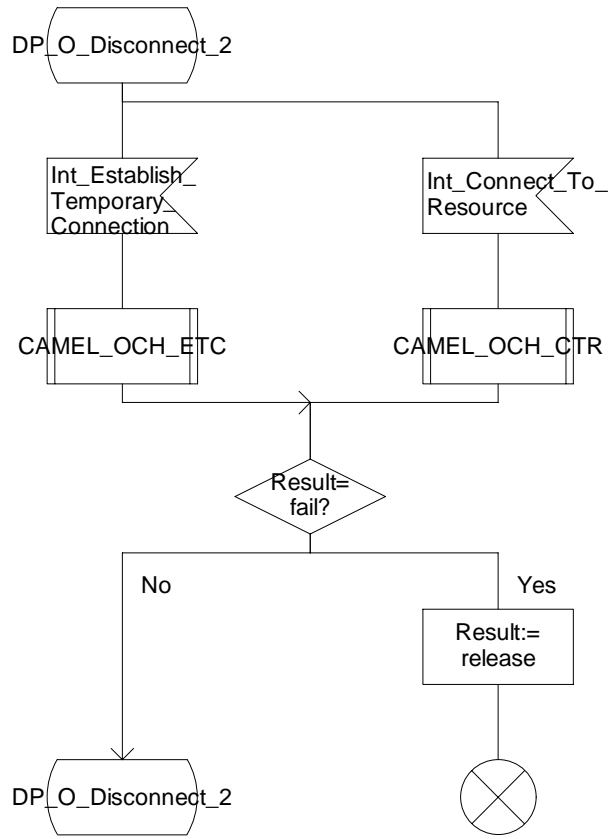 DP_O_Disconnect_2
Int_Establish_
Temporary_
Connection
Int_Connect_To_
Resource
CAMEL_OCH_ETC
CAMEL_OCH_CTR
Result=
fail?
No
Yes
Result:=
release
DP_O_Disconnect_2